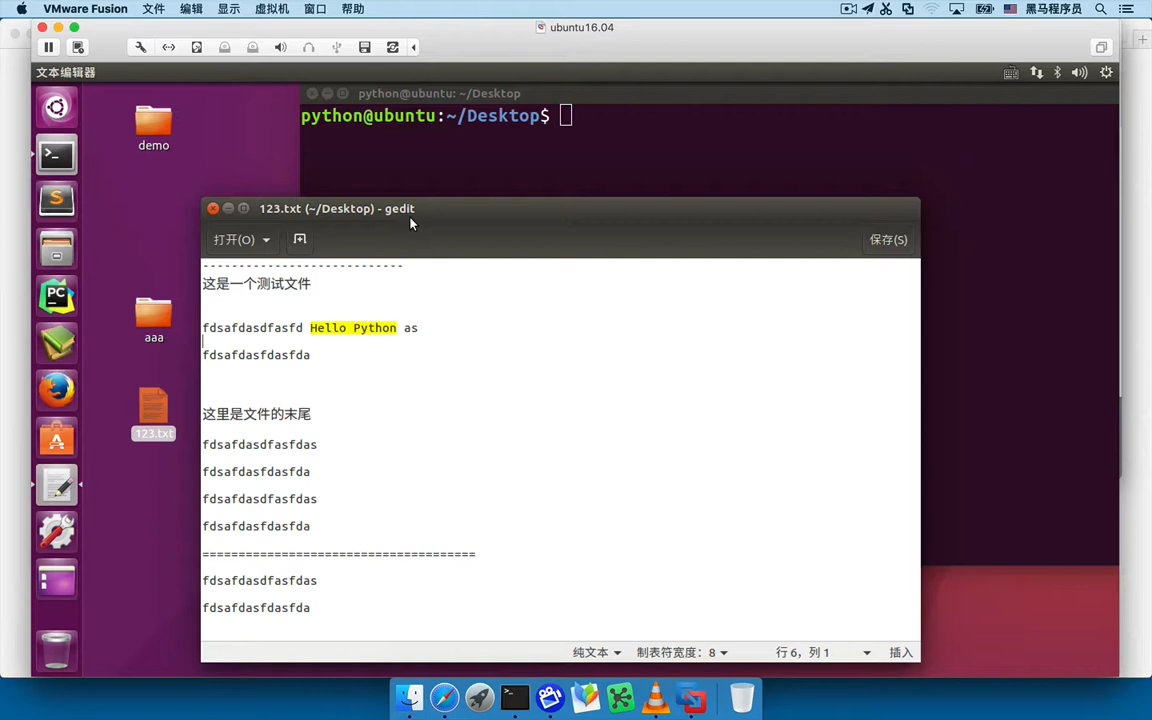 VMware Fusion 文件 编辑 显示 虚拟机 窗口 帮助 黑马程序员
ubuntu16.04
文本编辑器
python@ubuntu: ~/Desktop
python@ubuntu:~/Desktop$
demo
aaa
123.txt
123.txt (~/Desktop) - gedit
打开(O) 保存(S)
----------------------------
这是一个测试文件
fdsafdasdfasfd Hello Python as
fdsafdasfdasfda
这里是文件的末尾
fdsafdasdfasfdas
fdsafdasfdasfda
fdsafdasdfasfdas
fdsafdasfdasfda
======================================
fdsafdasdfasfdas
fdsafdasfdasfda
纯文本 制表符宽度：8 行 6，列 1 插入